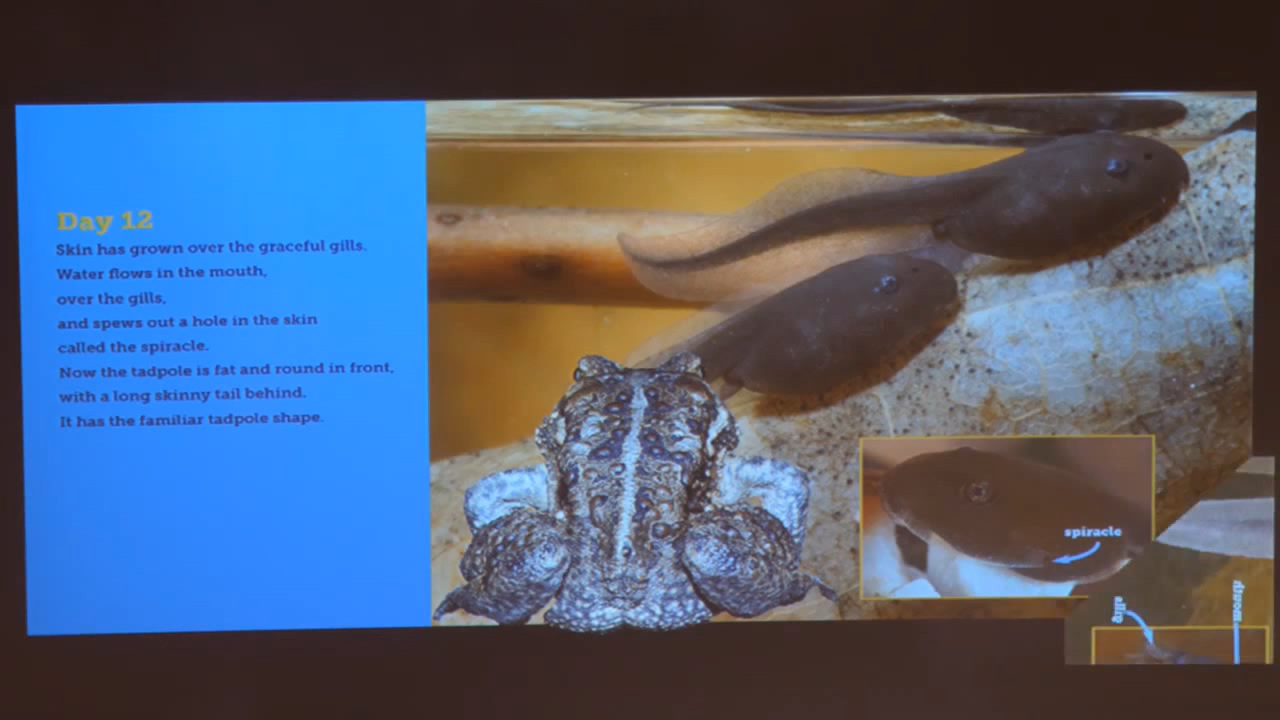 Day 12
Skin has grown over the graceful gills.
Water flows in the mouth,
over the gills,
and spews out a hole in the skin
called the spiracle.
Now the tadpole is fat and round in front,
with a long skinny tail behind.
It has the familiar tadpole shape.
spiracle
gills
mouth